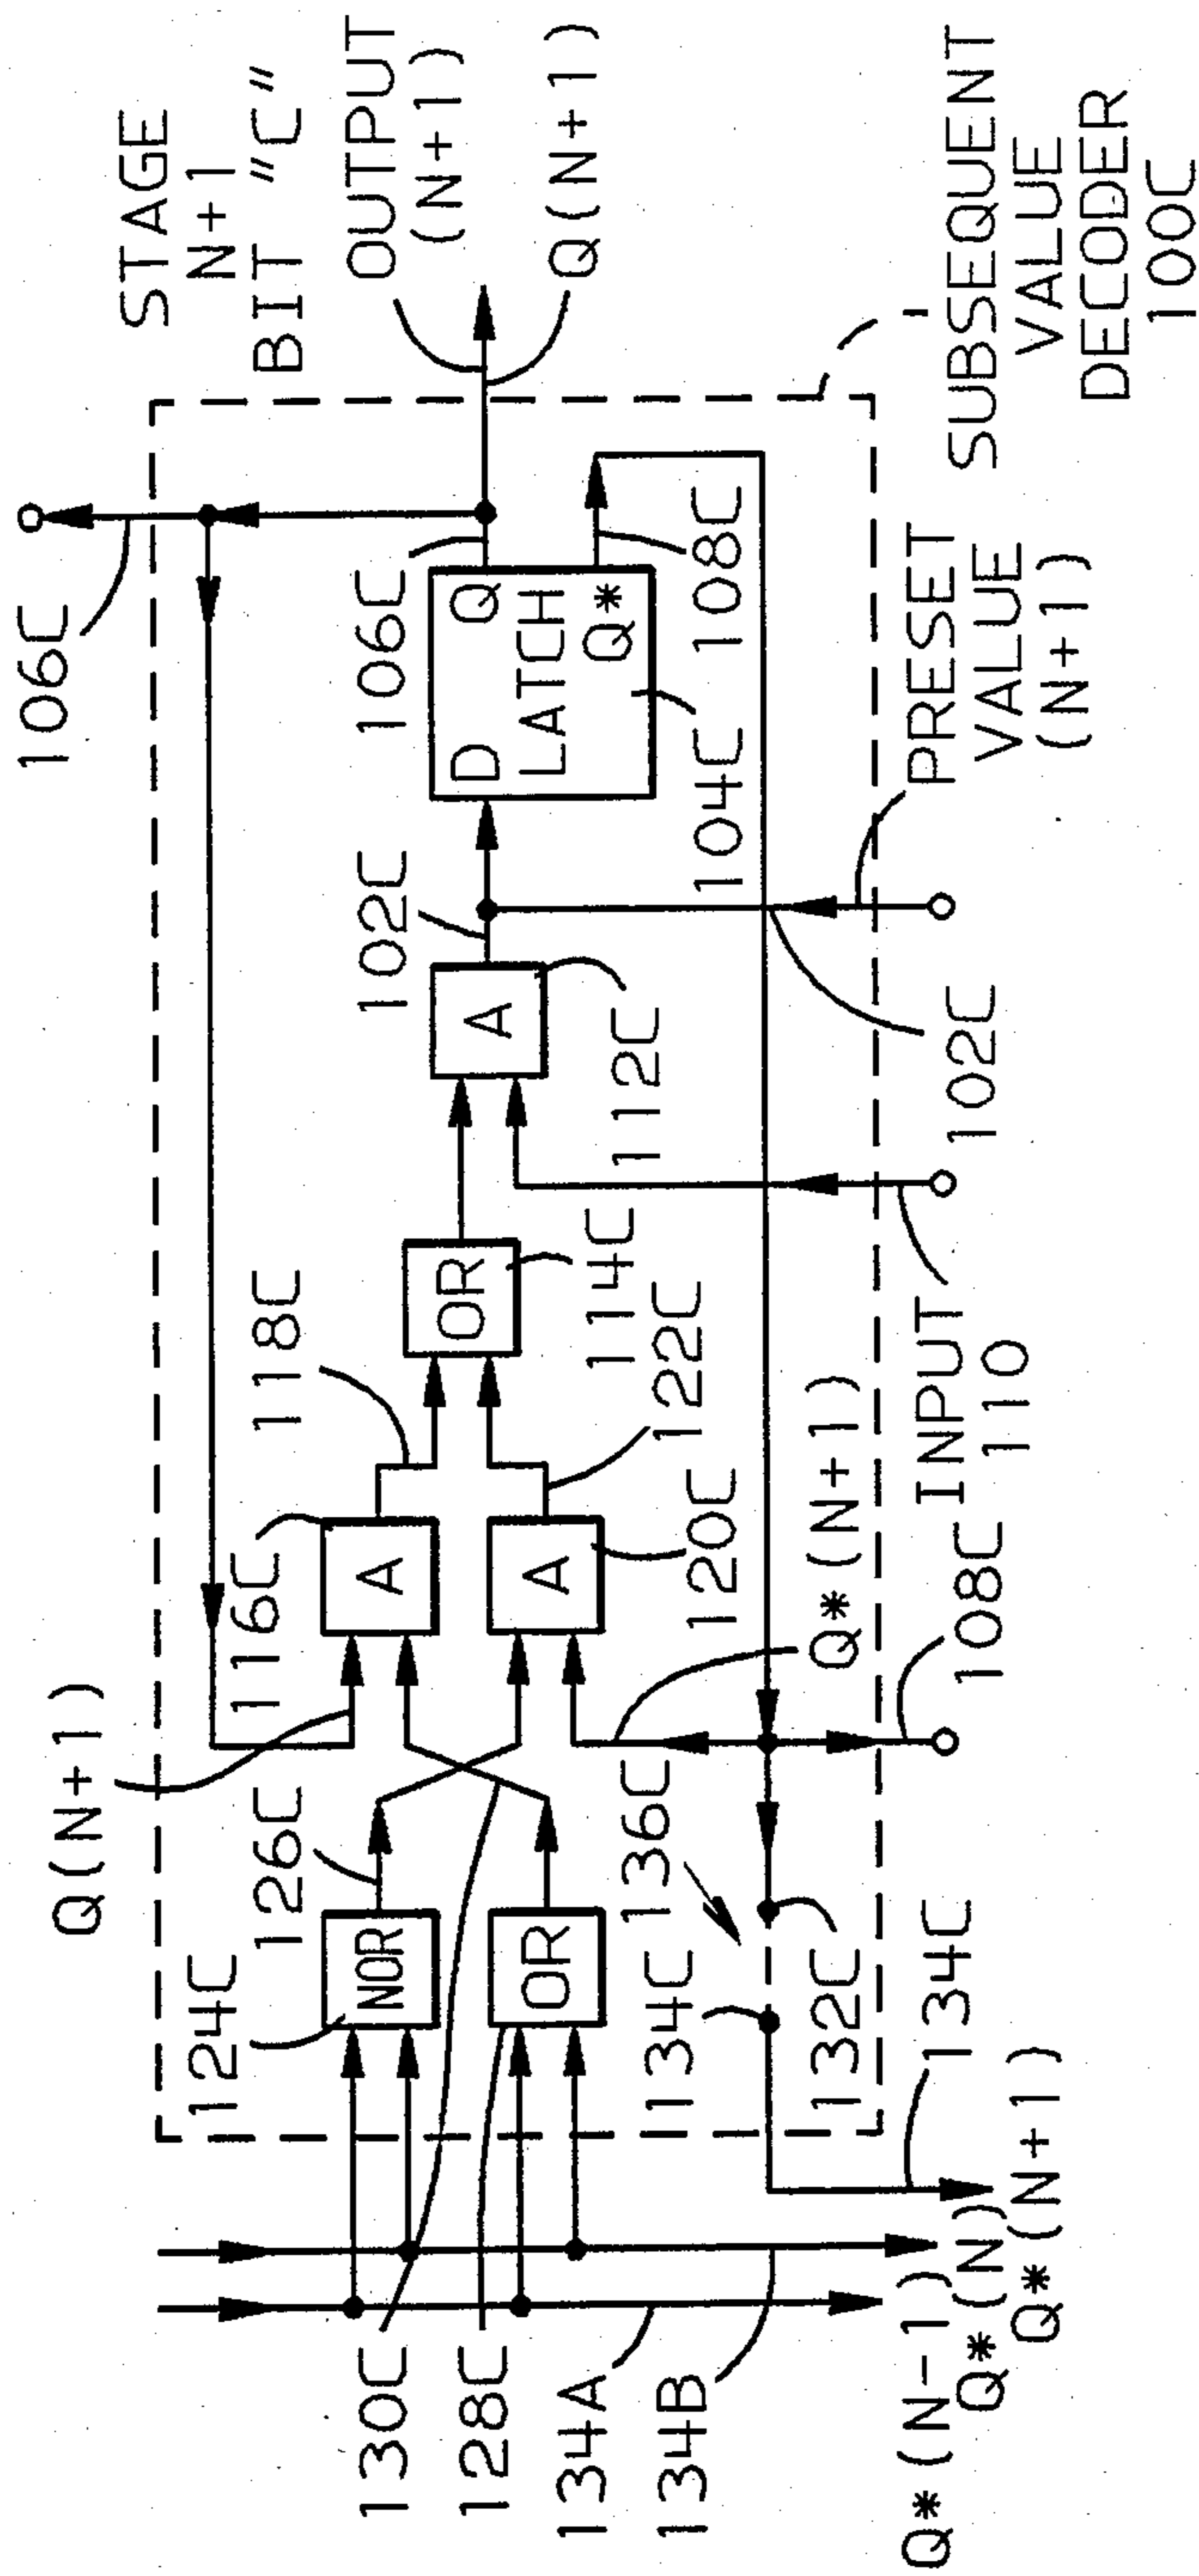 106C
STAGE
N+1
BIT "C"
OUTPUT
(N+1)
Q(N+1)
SUBSEQUENT
VALUE
DECODER
100C
106C
D
Q
LATCH
Q*
108C
104C
102C
PRESET
VALUE
(N+1)
102C
A
112C
INPUT
110
OR
114C
118C
122C
116C
A
A
120C
Q*(N+1)
108C
Q(N+1)
126C
124C
NOR
OR
136C
134C
132C
134C
130C
128C
134A
134B
Q*(N-1)
Q*(N)
Q*(N+1)